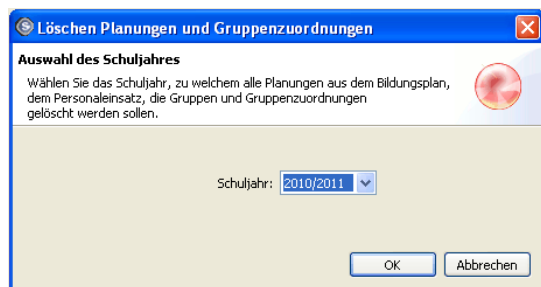 Löschen Planungen und Gruppenzuordnungen
Auswahl des Schuljahres
Wählen Sie das Schuljahr, zu welchem alle Planungen aus dem Bildungsplan,
dem Personaleinsatz, die Gruppen und Gruppenzuordnungen
gelöscht werden sollen.
Schuljahr: 2010/2011
OK Abbrechen